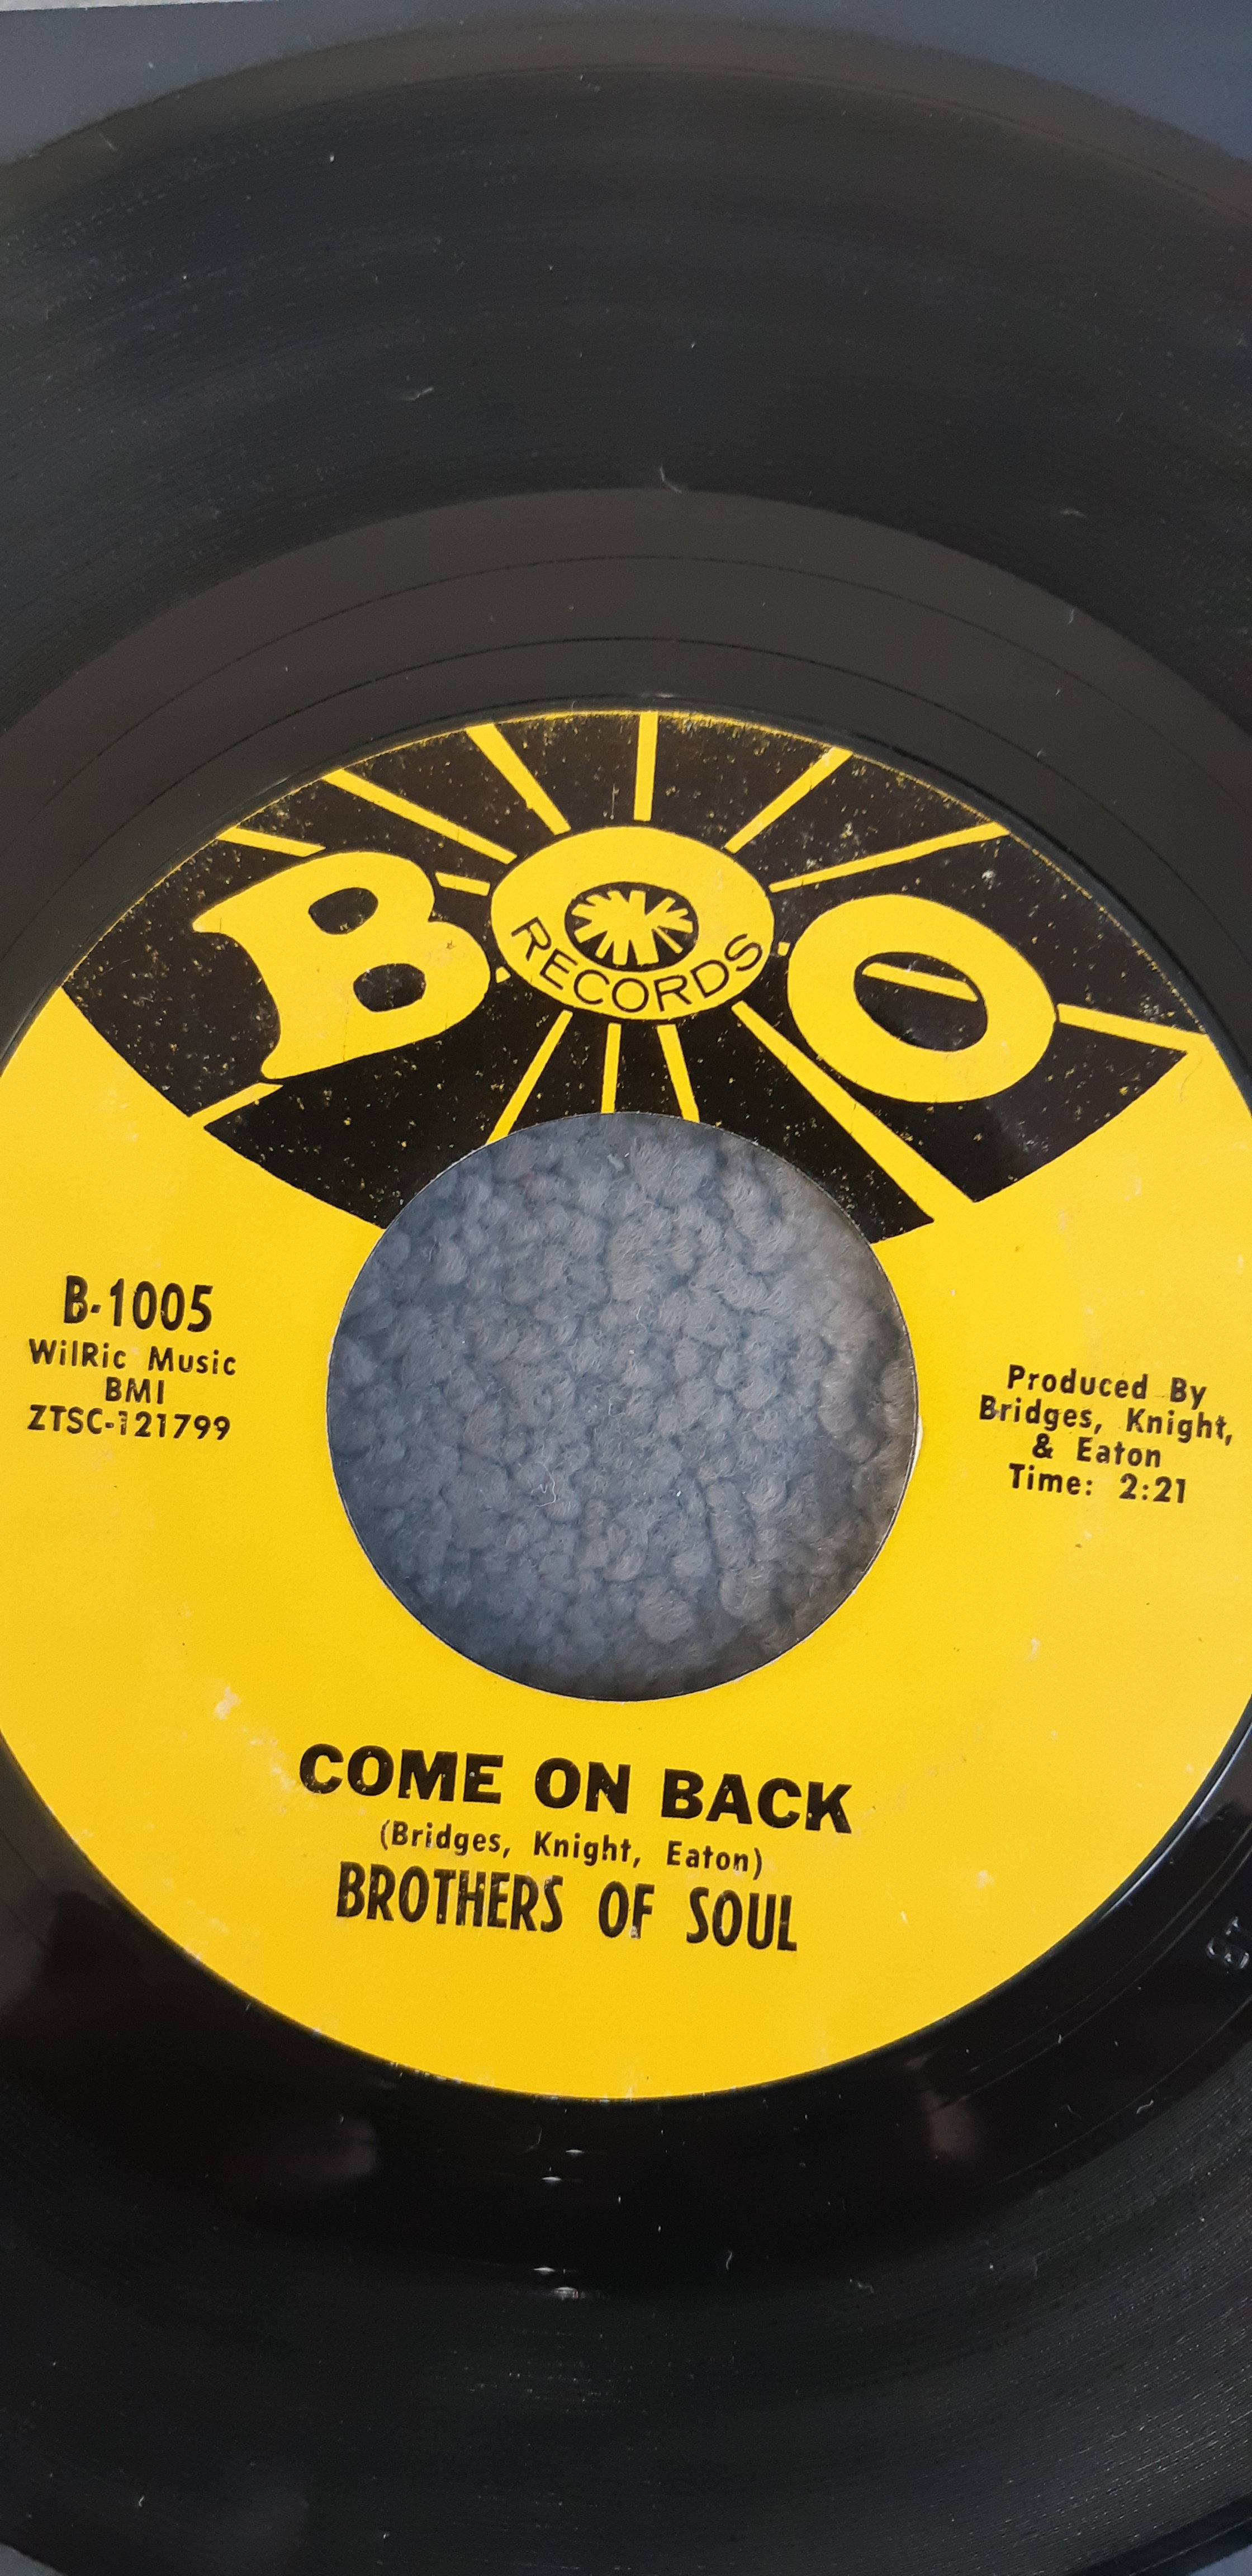 BOO
RECORDS
B-1005
WilRic Music
BMI
ZTSC-121799
Produced By
Bridges, Knight,
& Eaton
Time: 2:21
COME ON BACK
(Bridges, Knight, Eaton)
BROTHERS OF SOUL